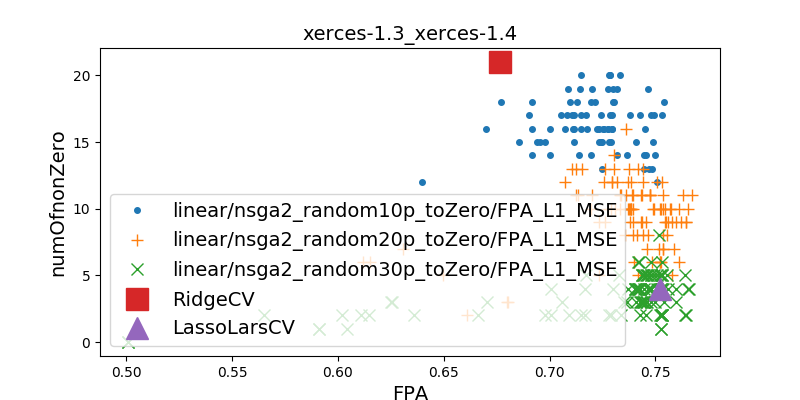 xerces-1.3_xerces-1.4
numOfnonZero
20
15
10
5
0
linear/nsga2_random10p_toZero/FPA_L1_MSE
linear/nsga2_random20p_toZero/FPA_L1_MSE
linear/nsga2_random30p_toZero/FPA_L1_MSE
RidgeCV
LassoLarsCV
0.50 0.55 0.60 0.65 0.70 0.75
FPA